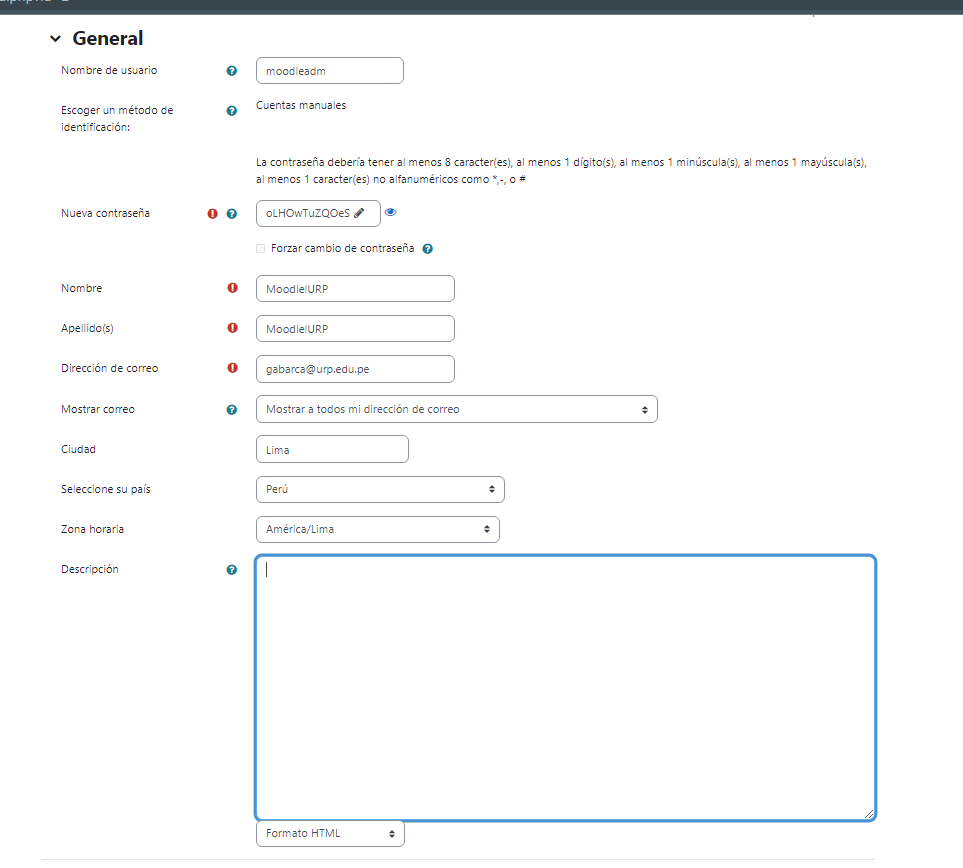 General
Nombre de usuario
moodleadm
Escoger un método de
identificación:
Cuentas manuales
La contraseña debería tener al menos 8 caracter(es), al menos 1 dígito(s), al menos 1 minúscula(s), al menos 1 mayúscula(s),
al menos 1 caracter(es) no alfanuméricos como *,-, o #
Nueva contraseña
oLHOwTuZQOeS
Forzar cambio de contraseña
Nombre
MoodleIURP
Apellido(s)
MoodleIURP
Dirección de correo
gabarca@urp.edu.pe
Mostrar correo
Mostrar a todos mi dirección de correo
Ciudad
Lima
Seleccione su país
Perú
Zona horaria
América/Lima
Descripción
Formato HTML